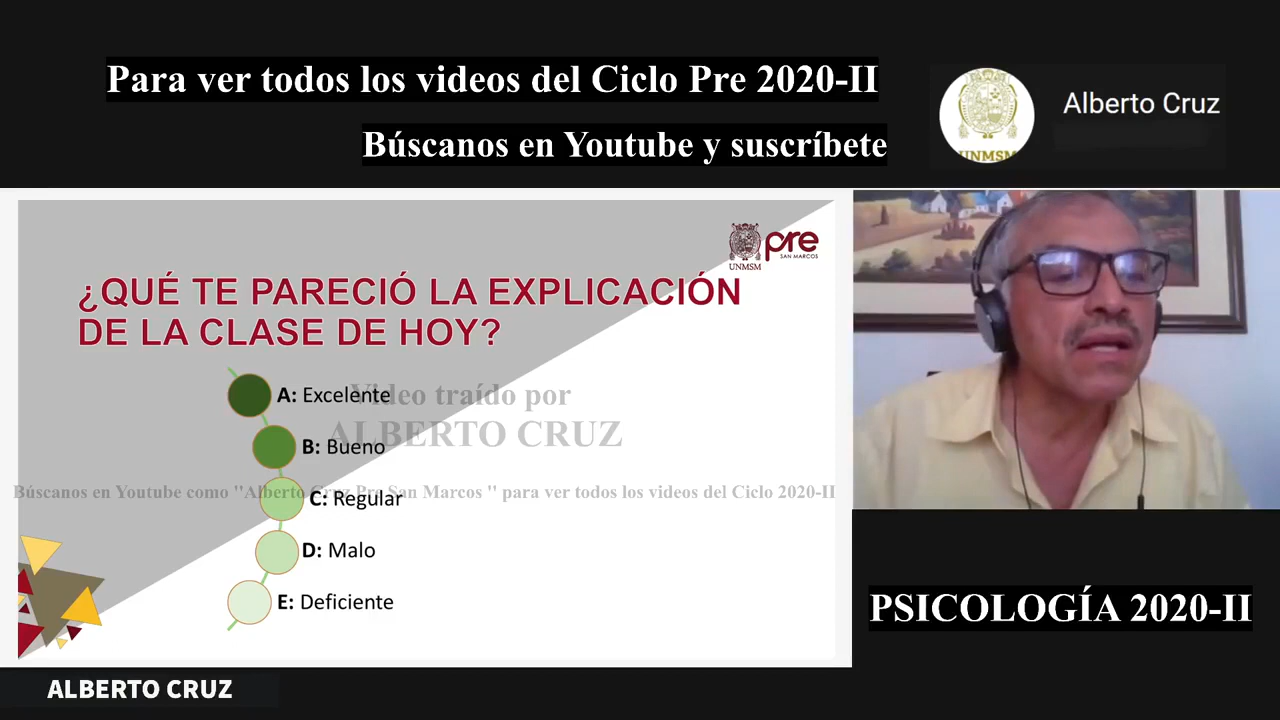 Para ver todos los videos del Ciclo Pre 2020-II
Búscanos en Youtube y suscríbete
UNMSM
Alberto Cruz
UNMSM
pre
SAN MARCOS
¿QUÉ TE PARECIÓ LA EXPLICACIÓN
DE LA CLASE DE HOY?
A: Excelente
Video traído por
ALBERTO CRUZ
B: Bueno
Búscanos en Youtube como "Alberto Cruz Pre San Marcos " para ver todos los videos del Ciclo 2020-II
C: Regular
D: Malo
E: Deficiente
PSICOLOGÍA 2020-II
ALBERTO CRUZ